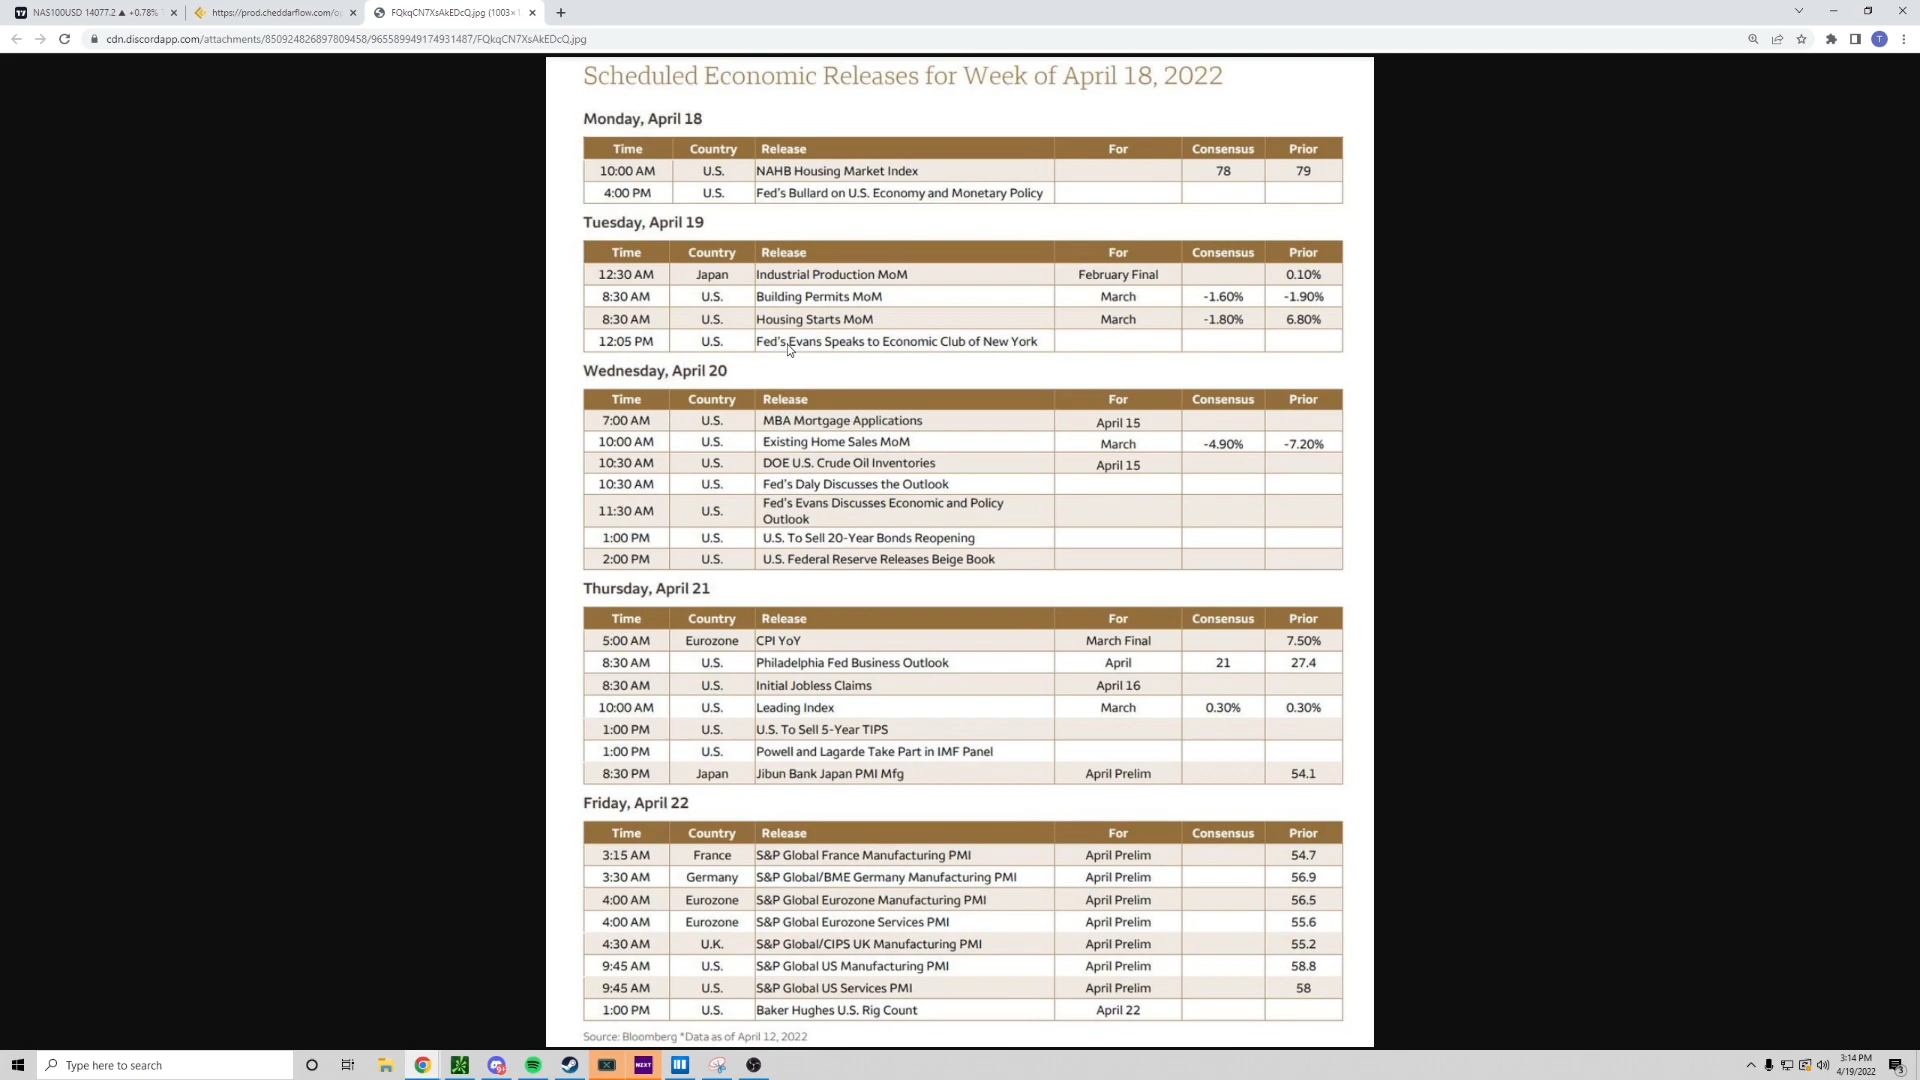 NAS100USD 14077.2 ▲ +0.78%
https://prod.cheddarflow.com/o
FQkqCN7XsAkEDcQ.jpg (1003×1
cdn.discordapp.com/attachments/850924826897809458/965589949174931487/FQkqCN7XsAkEDcQ.jpg
T
Scheduled Economic Releases for Week of April 18, 2022
Monday, April 18
Time Country Release For Consensus Prior
10:00 AM U.S. NAHB Housing Market Index 78 79
4:00 PM U.S. Fed's Bullard on U.S. Economy and Monetary Policy
Tuesday, April 19
Time Country Release For Consensus Prior
12:30 AM Japan Industrial Production MoM February Final 0.10%
8:30 AM U.S. Building Permits MoM March -1.60% -1.90%
8:30 AM U.S. Housing Starts MoM March -1.80% 6.80%
12:05 PM U.S. Fed's Evans Speaks to Economic Club of New York
Wednesday, April 20
Time Country Release For Consensus Prior
7:00 AM U.S. MBA Mortgage Applications April 15
10:00 AM U.S. Existing Home Sales MoM March -4.90% -7.20%
10:30 AM U.S. DOE U.S. Crude Oil Inventories April 15
10:30 AM U.S. Fed's Daly Discusses the Outlook
11:30 AM U.S. Fed's Evans Discusses Economic and Policy
Outlook
1:00 PM U.S. U.S. To Sell 20-Year Bonds Reopening
2:00 PM U.S. U.S. Federal Reserve Releases Beige Book
Thursday, April 21
Time Country Release For Consensus Prior
5:00 AM Eurozone CPI YoY March Final 7.50%
8:30 AM U.S. Philadelphia Fed Business Outlook April 21 27.4
8:30 AM U.S. Initial Jobless Claims April 16
10:00 AM U.S. Leading Index March 0.30% 0.30%
1:00 PM U.S. U.S. To Sell 5-Year TIPS
1:00 PM U.S. Powell and Lagarde Take Part in IMF Panel
8:30 PM Japan Jibun Bank Japan PMI Mfg April Prelim 54.1
Friday, April 22
Time Country Release For Consensus Prior
3:15 AM France S&P Global France Manufacturing PMI April Prelim 54.7
3:30 AM Germany S&P Global/BME Germany Manufacturing PMI April Prelim 56.9
4:00 AM Eurozone S&P Global Eurozone Manufacturing PMI April Prelim 56.5
4:00 AM Eurozone S&P Global Eurozone Services PMI April Prelim 55.6
4:30 AM U.K. S&P Global/CIPS UK Manufacturing PMI April Prelim 55.2
9:45 AM U.S. S&P Global US Manufacturing PMI April Prelim 58.8
9:45 AM U.S. S&P Global US Services PMI April Prelim 58
1:00 PM U.S. Baker Hughes U.S. Rig Count April 22
Source: Bloomberg *Data as of April 12, 2022
Type here to search
NZXT
3:14 PM
4/19/2022
3